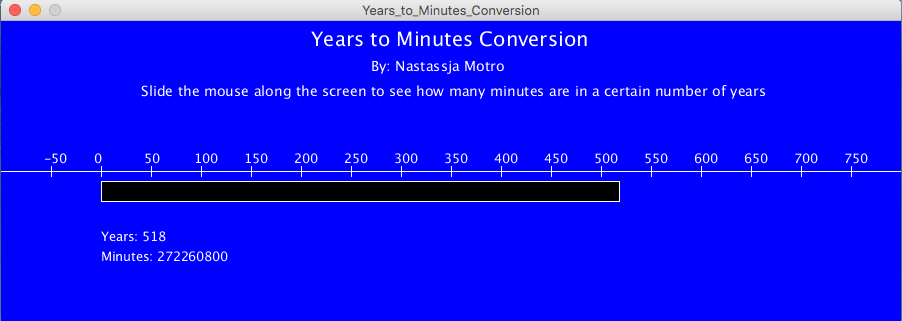 Years_to_Minutes_Conversion
Years to Minutes Conversion
By: Nastassja Motro
Slide the mouse along the screen to see how many minutes are in a certain number of years
-50 0 50 100 150 200 250 300 350 400 450 500 550 600 650 700 750
Years: 518
Minutes: 272260800